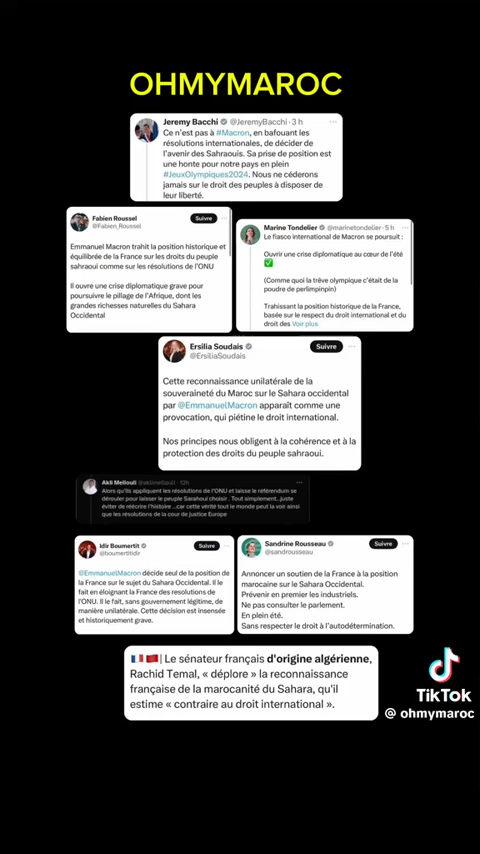 OHMYMAROC
Jeremy Bacchi @JeremyBacchi · 3 h
Ce n'est pas à #Macron, en bafouant les
résolutions internationales, de décider de
l'avenir des Sahraouis. Sa prise de position est
une honte pour notre pays en plein
#JeuxOlympiques2024. Nous ne céderons
jamais sur le droit des peuples à disposer de
leur liberté.
Fabien Roussel
@Fabien_Roussel
Suivre
Emmanuel Macron trahit la position historique et
équilibrée de la France sur les droits du peuple
sahraoui comme sur les résolutions de l'ONU
Il ouvre une crise diplomatique grave pour
poursuivre le pillage de l'Afrique, dont les
grandes richesses naturelles du Sahara
Occidental
Marine Tondelier @marinetondelier · 5 h
Le fiasco international de Macron se poursuit :
Ouvrir une crise diplomatique au cœur de l'été
(Comme quoi la trêve olympique c'était de la
poudre de perlimpinpin)
Trahissant la position historique de la France,
basée sur le respect du droit international et du
droit des Voir plus
Ersilia Soudais
@ErsiliaSoudais
Suivre
Cette reconnaissance unilatérale de la
souveraineté du Maroc sur le Sahara occidental
par @EmmanuelMacron apparaît comme une
provocation, qui piétine le droit international.
Nos principes nous obligent à la cohérence et à la
protection des droits du peuple sahraoui.
Akli Mellouli · 12h
Alors qu'ils appliquent les résolutions de l'ONU et laisse le référendum se
dérouler pour laisser le peuple Sarahoui choisir . Tout simplement...juste
éviter de réécrire l'histoire ..car cette vérité tout le monde peut la voir ainsi
que les résolutions de la cour de justice Europe
Idir Boumertit
@boumertitidir
Suivre
@EmmanuelMacron décide seul de la position de
la France sur le sujet du Sahara Occidental. Il le
fait en éloignant la France des resolutions de
l'ONU. Il le fait, sans gouvernement légitime, de
manière unilatérale. Cette décision est insensée
et historiquement grave.
Sandrine Rousseau
@sandrousseau
Suivre
Annoncer un soutien de la France à la position
marocaine sur le Sahara Occidental.
Prévenir en premier les industriels.
Ne pas consulter le parlement.
En plein été.
Sans respecter le droit à l'autodétermination.
| Le sénateur français d'origine algérienne,
Rachid Temal, « déplore » la reconnaissance
française de la marocanité du Sahara, qu'il
estime « contraire au droit international ».
TikTok
@ ohmymaroc